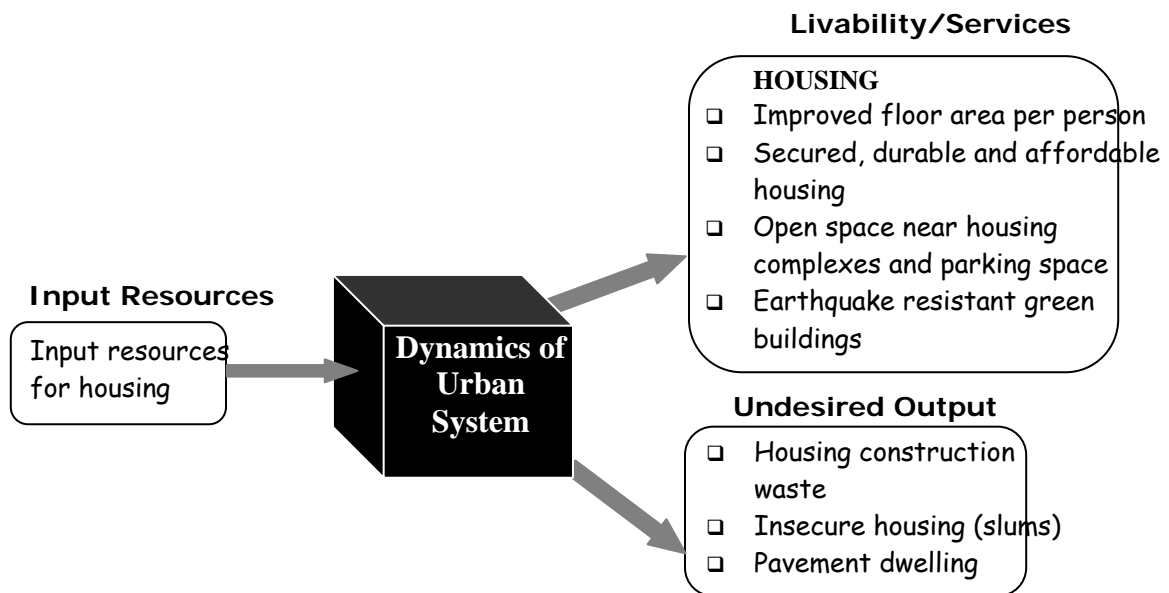 Livability/Services
HOUSING
❑ Improved floor area per person
❑ Secured, durable and affordable
housing
❑ Open space near housing
complexes and parking space
❑ Earthquake resistant green
buildings
Input Resources
Input resources
for housing
Dynamics of
Urban
System
Undesired Output
❑ Housing construction
waste
❑ Insecure housing (slums)
❑ Pavement dwelling